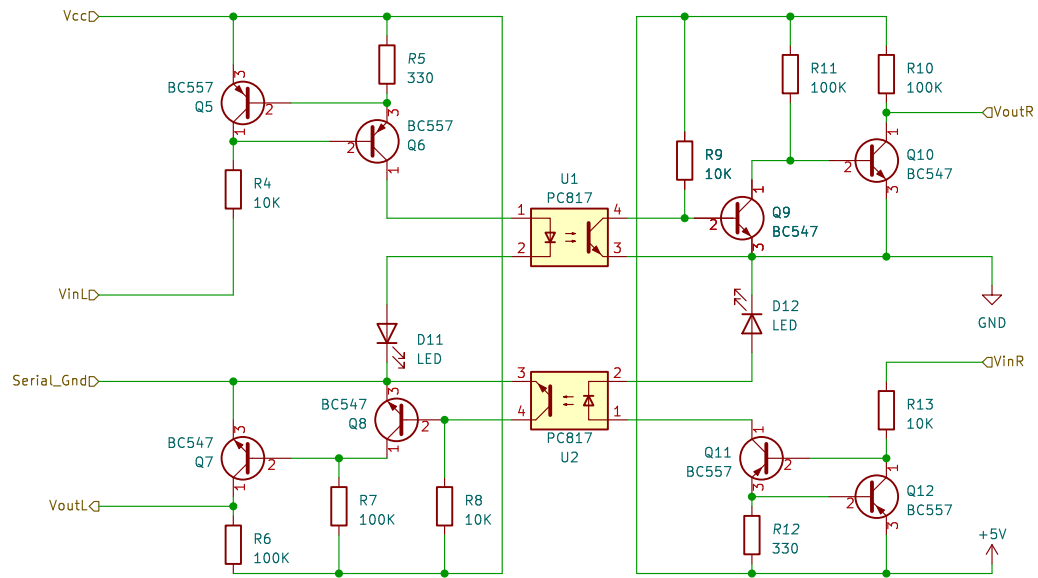 Vcc
3
BC557
Q5
2
1
R5
330
3
BC557
Q6
2
1
R4
10K
VinL
U1
PC817
1
2
4
3
R9
10K
R11
100K
R10
100K
VoutR
1
Q10
BC547
2
3
1
Q9
BC547
2
3
GND
D12
LED
D11
LED
Serial_Gnd
3
4
2
1
PC817
U2
3
BC547
Q8
2
1
BC547
Q7
3
2
1
VoutL
R6
100K
R7
100K
R8
10K
VinR
R13
10K
Q11
BC557
1
2
3
1
Q12
BC557
2
3
R12
330
+5V